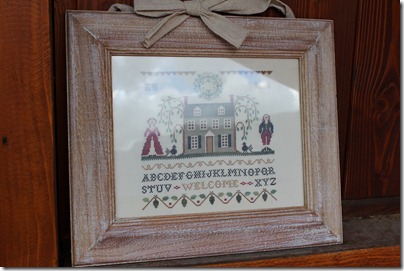 ABCDEFGHIJKLMNOPQR
STUV WELCOME XYZ